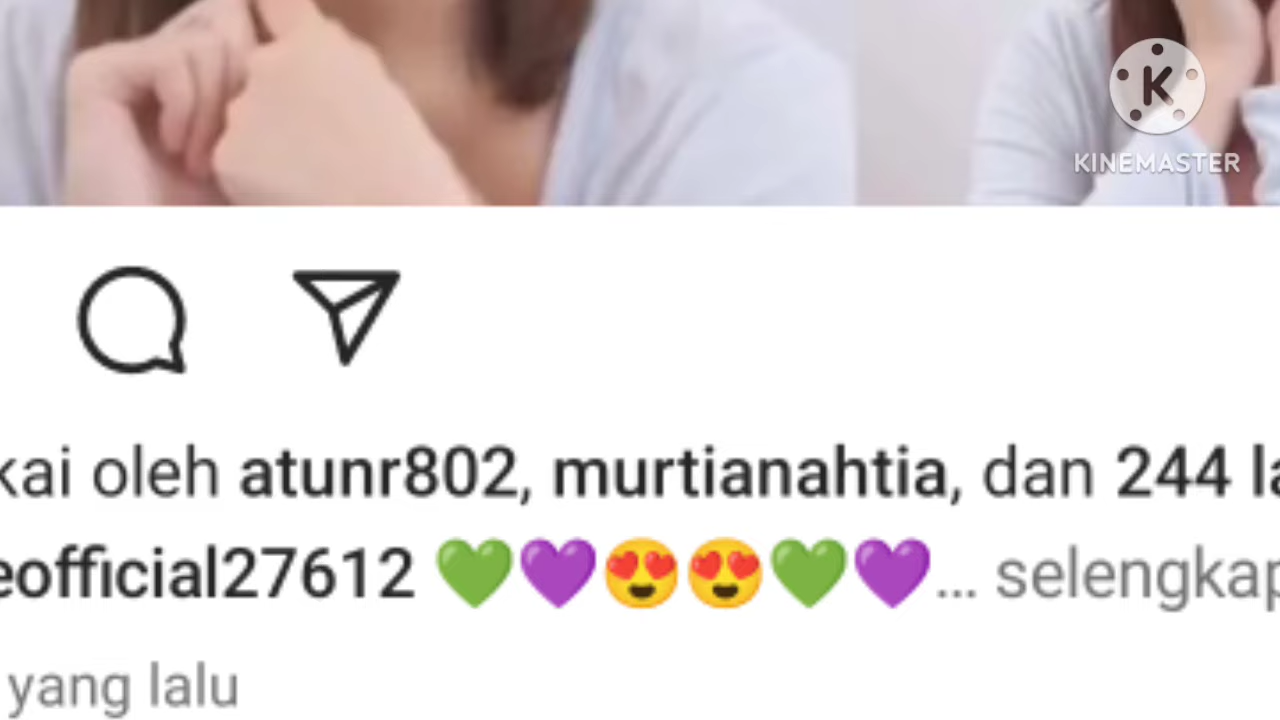 K
KINEMASTER
kai oleh atunr802, murtianahtia, dan 244 la
eofficial27612 💚💜😍😍💚💜... selengkap
yang lalu